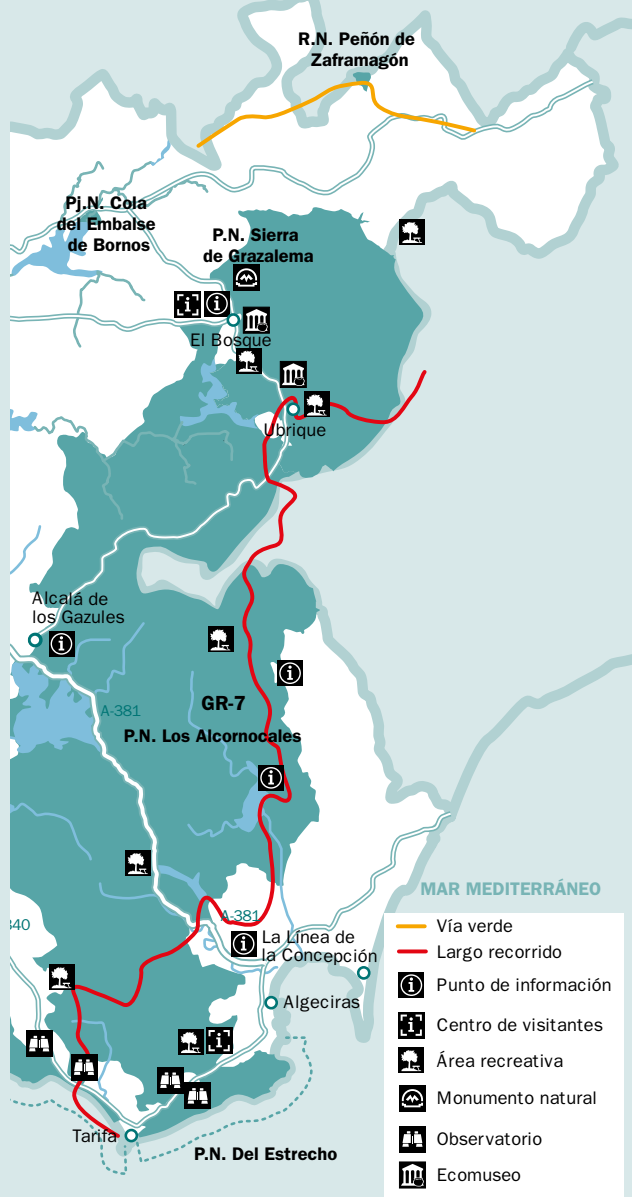 R.N. Peñón de
Zaframagón
Pj.N. Cola
del Embalse
de Bornos
P.N. Sierra
de Grazalema
El Bosque
Ubrique
Alcalá de
los Gazules
A-381
GR-7
P.N. Los Alcornocales
MAR MEDITERRÁNEO
340
A-381
La Línea de
la Concepción
Algeciras
Tarifa
P.N. Del Estrecho
Vía verde
Largo recorrido
Punto de información
Centro de visitantes
Área recreativa
Monumento natural
Observatorio
Ecomuseo